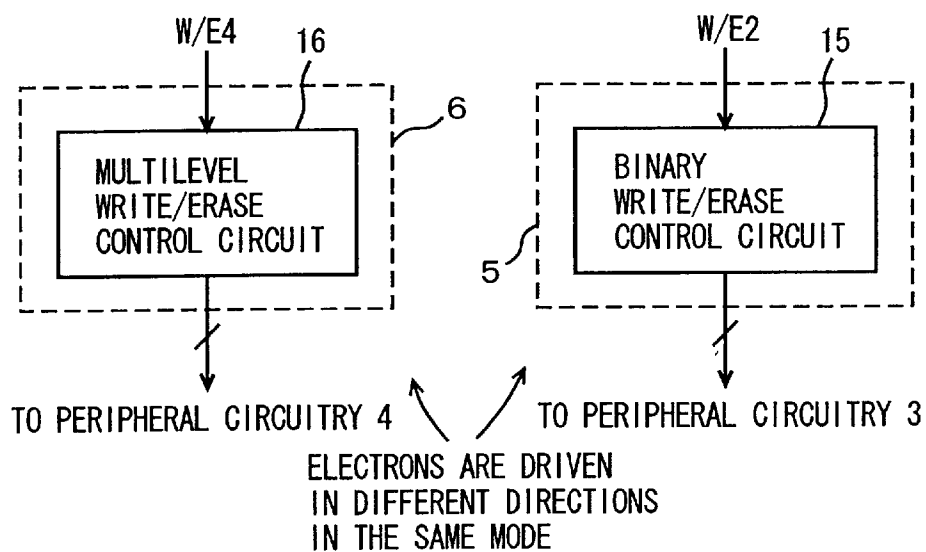 W/E4
16
6
MULTILEVEL
WRITE/ERASE
CONTROL CIRCUIT
TO PERIPHERAL CIRCUITRY 4
W/E2
15
5
BINARY
WRITE/ERASE
CONTROL CIRCUIT
TO PERIPHERAL CIRCUITRY 3
ELECTRONS ARE DRIVEN
IN DIFFERENT DIRECTIONS
IN THE SAME MODE